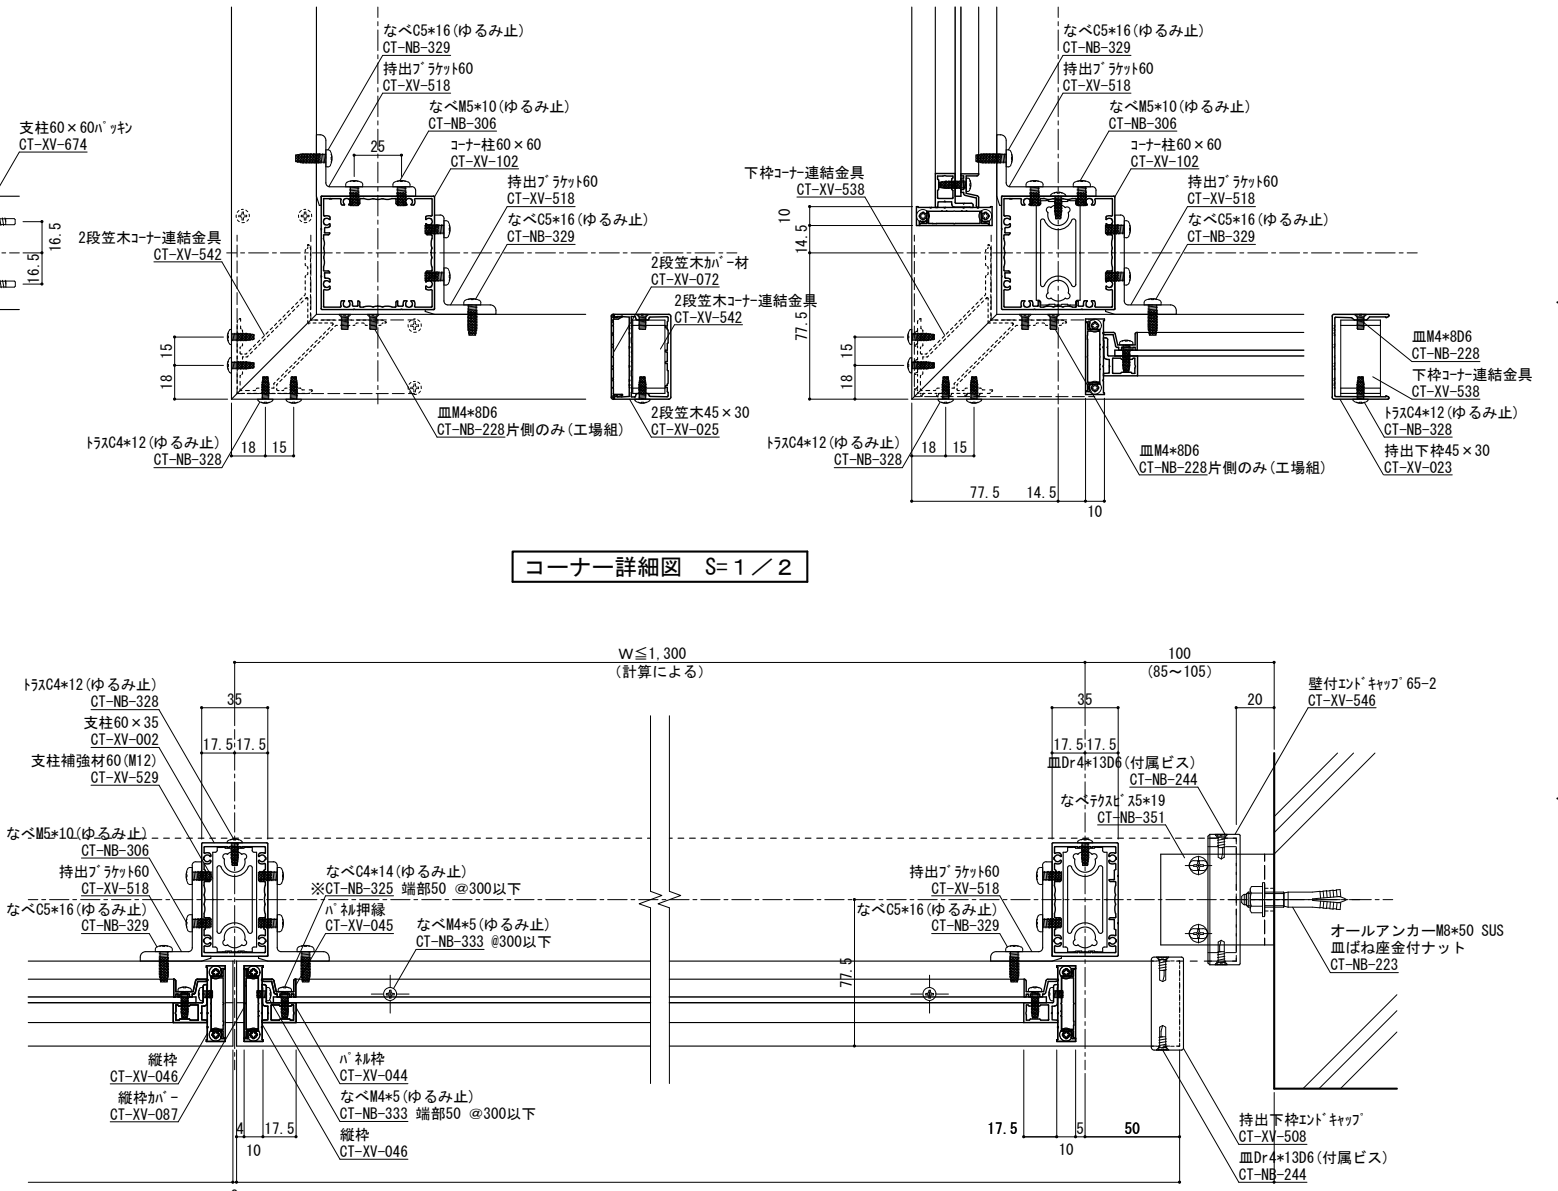 なベC5*16(ゆるみ止)
CT-NB-329
持出ﾌﾞﾗｹｯﾄ60
CT-XV-518
なベM5*10(ゆるみ止)
CT-NB-306
支柱60×60ﾊﾟｯｷﾝ
CT-XV-674
25
ｺｰﾅｰ柱60×60
CT-XV-102
持出ﾌﾞﾗｹｯﾄ60
CT-XV-518
なベC5*16(ゆるみ止)
CT-NB-329
16.5
16.5
2段笠木ｺｰﾅｰ連結金具
CT-XV-542
2段笠木ｶﾊﾞｰ材
CT-XV-072
2段笠木ｺｰﾅｰ連結金具
CT-XV-542
15
18
皿M4*8D6
CT-NB-228片側のみ(工場組)
2段笠木45×30
CT-XV-025
ﾄﾗｽC4*12(ゆるみ止)
CT-NB-328
18
15
なベC5*16(ゆるみ止)
CT-NB-329
持出ﾌﾞﾗｹｯﾄ60
CT-XV-518
なベM5*10(ゆるみ止)
CT-NB-306
ｺｰﾅｰ柱60×60
CT-XV-102
下枠ｺｰﾅｰ連結金具
CT-XV-538
持出ﾌﾞﾗｹｯﾄ60
CT-XV-518
なベC5*16(ゆるみ止)
CT-NB-329
10
14.5
77.5
15
18
皿M4*8D6
CT-NB-228
下枠ｺｰﾅｰ連結金具
CT-XV-538
ﾄﾗｽC4*12(ゆるみ止)
CT-NB-328
持出下枠45×30
CT-XV-023
ﾄﾗｽC4*12(ゆるみ止)
CT-NB-328
18
15
皿M4*8D6
CT-NB-228片側のみ(工場組)
77.5
14.5
10
コーナー詳細図 S=1／2
W≦1,300
(計算による)
100
(85～105)
ﾄﾗｽC4*12(ゆるみ止)
CT-NB-328
35
支柱60×35
CT-XV-002
17.5
17.5
支柱補強材60(M12)
CT-XV-529
なベM5*10(ゆるみ止)
CT-NB-306
持出ﾌﾞﾗｹｯﾄ60
CT-XV-518
なベC5*16(ゆるみ止)
CT-NB-329
なベC4*14(ゆるみ止)
※CT-NB-325 端部50 @300以下
ﾊﾟﾈﾙ押縁
CT-XV-045
なベM4*5(ゆるみ止)
CT-NB-333 @300以下
35
17.5
17.5
20
壁付ｴﾝﾄﾞｷｬｯﾌﾟ65-2
CT-XV-546
皿Dr4*13D6(付属ビス)
CT-NB-244
なベﾃｸｽﾋﾞｽ5*19
CT-NB-351
持出ﾌﾞﾗｹｯﾄ60
CT-XV-518
なベC5*16(ゆるみ止)
CT-NB-329
オールアンカーM8*50 SUS
皿ばね座金付ナット
CT-NB-223
77.5
縦枠
CT-XV-046
縦枠ｶﾊﾞｰ
CT-XV-087
ﾊﾟﾈﾙ枠
CT-XV-044
なベM4*5(ゆるみ止)
CT-NB-333 端部50 @300以下
縦枠
CT-XV-046
4
17.5
10
17.5
5
50
10
持出下枠ｴﾝﾄﾞｷｬｯﾌﾟ
CT-XV-508
皿Dr4*13D6(付属ビス)
CT-NB-244